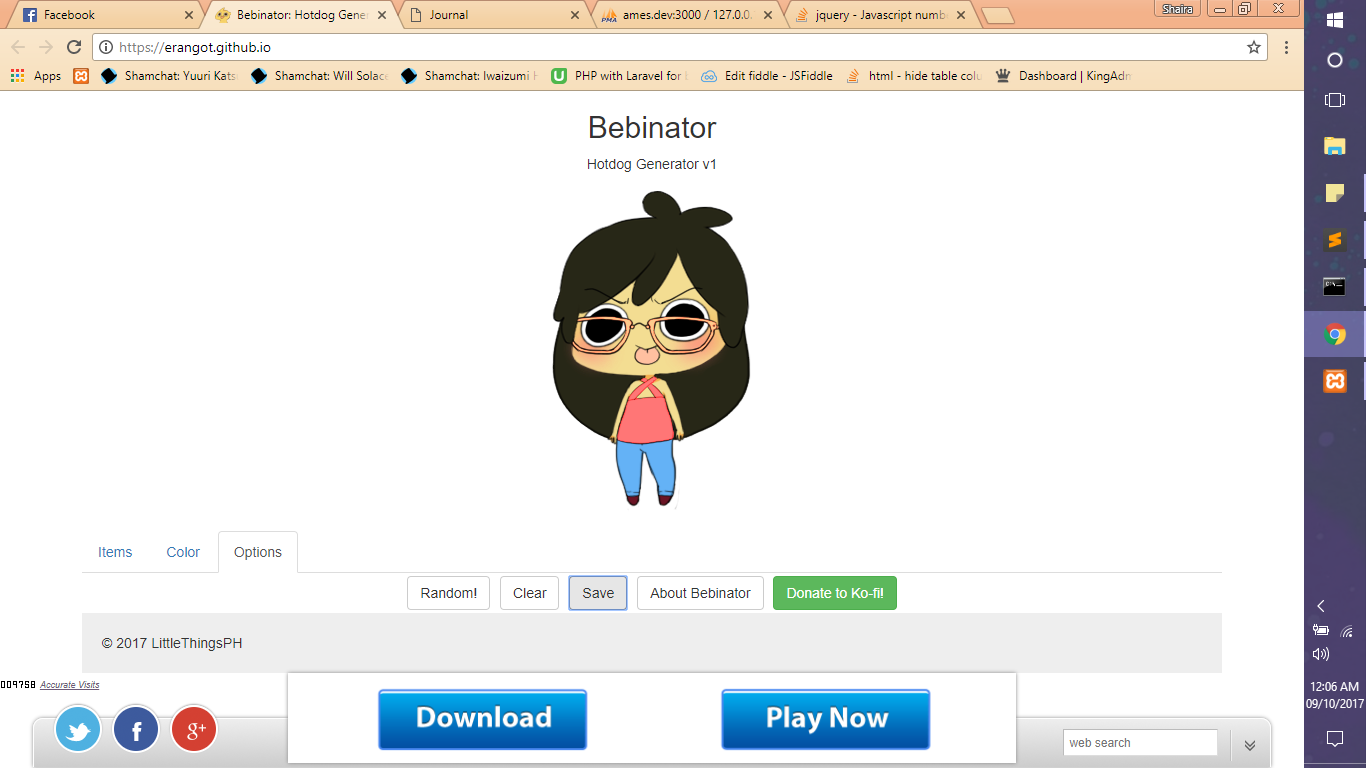 Facebook
Bebinator: Hotdog Gener
Journal
ames.dev:3000 / 127.0.0.
jquery - Javascript numb
Shaira
https://erangot.github.io
Apps
Shamchat: Yuuri Kats
Shamchat: Will Solace
Shamchat: Iwaizumi H
PHP with Laravel for B
Edit fiddle - JSFiddle
html - hide table colu
Dashboard | KingAdm
Bebinator
Hotdog Generator v1
Items
Color
Options
Random!
Clear
Save
About Bebinator
Donate to Ko-fi!
© 2017 LittleThingsPH
009758 Accurate Visits
Download
Play Now
web search
12:06 AM
09/10/2017